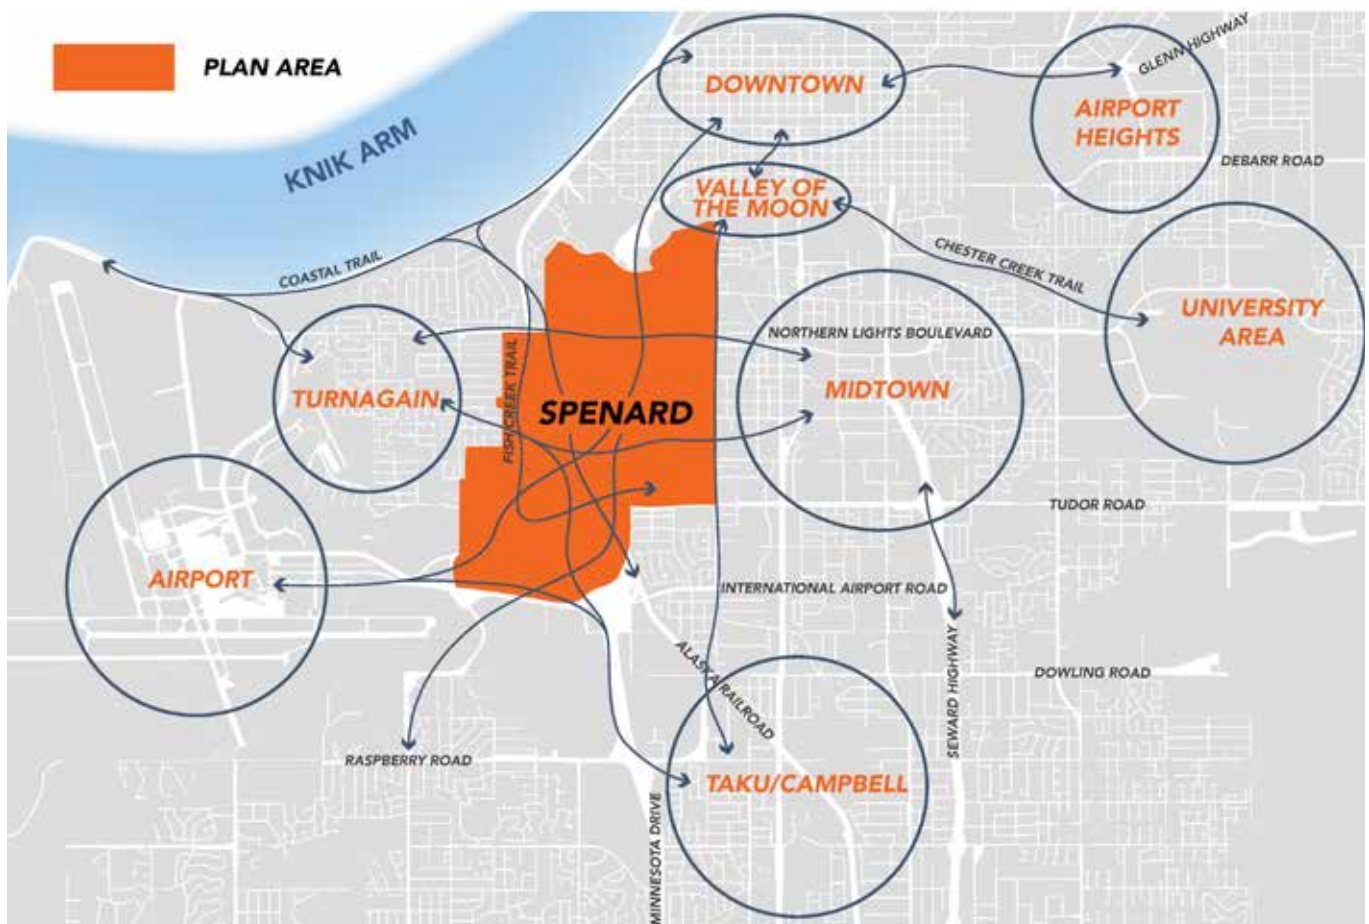 PLAN AREA
KNIK ARM
COASTAL TRAIL
DOWNTOWN
GLENN HIGHWAY
AIRPORT
HEIGHTS
DEBARR ROAD
VALLEY OF
THE MOON
CHESTER CREEK TRAIL
UNIVERSITY
AREA
NORTHERN LIGHTS BOULEVARD
MIDTOWN
TURNAGAIN
FISH CREEK TRAIL
SPENARD
TUDOR ROAD
AIRPORT
INTERNATIONAL AIRPORT ROAD
ALASKA RAILROAD
SEWARD HIGHWAY
DOWLING ROAD
RASPBERRY ROAD
TAKU/CAMPBELL
MINNESOTA DRIVE